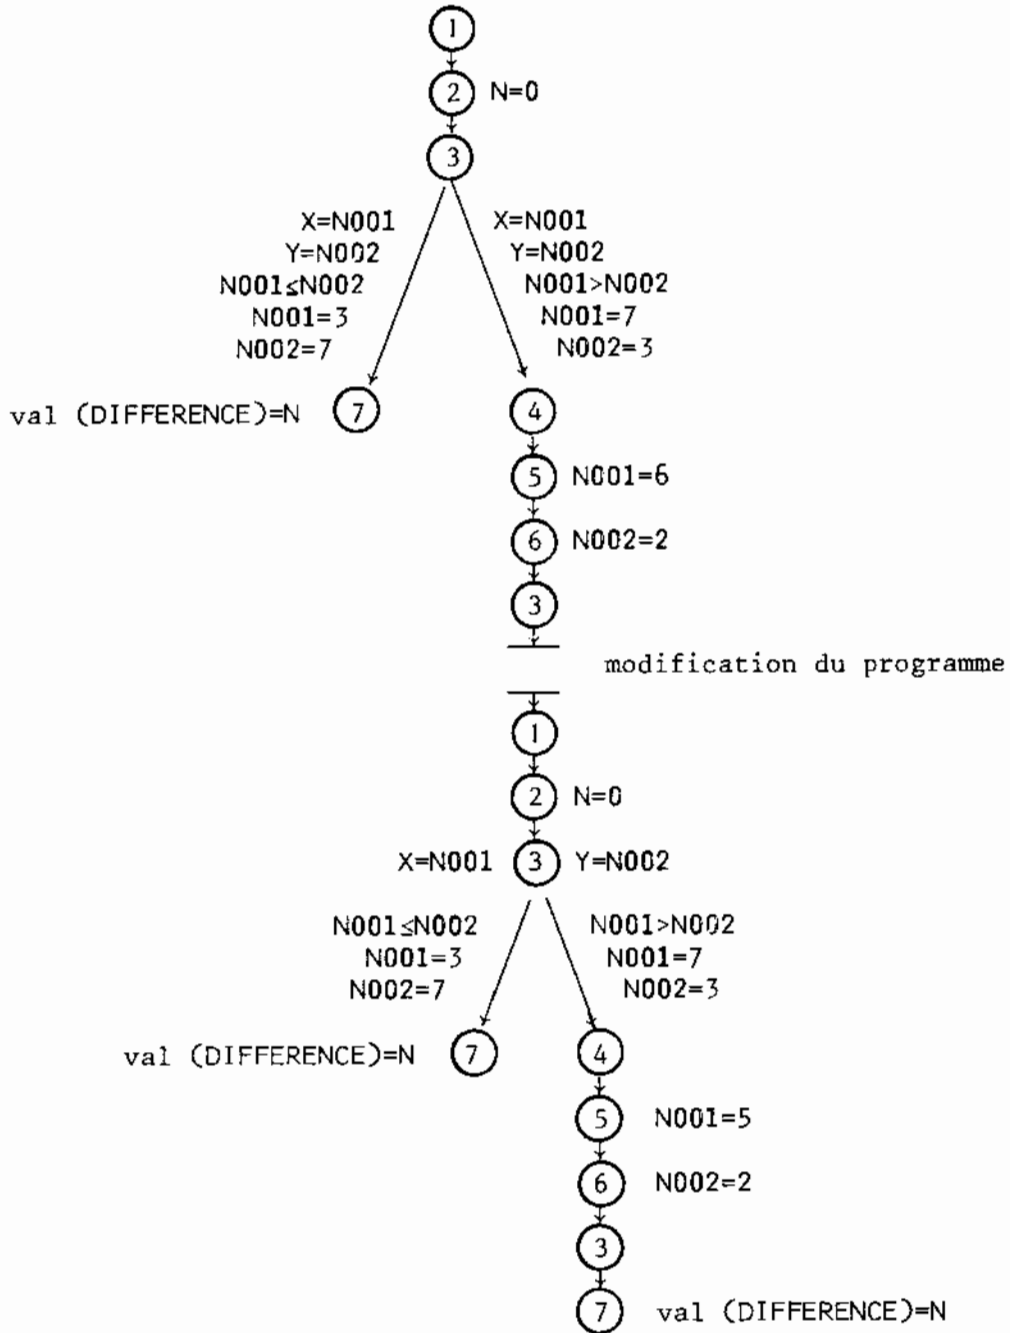 1
2 N=0
3
X=N001 X=N001
Y=N002 Y=N002
N001≤N002 N001>N002
N001=3 N001=7
N002=7 N002=3
val (DIFFERENCE)=N 7 4
5 N001=6
6 N002=2
3
modification du programme
1
2 N=0
X=N001 3 Y=N002
N001≤N002 N001>N002
N001=3 N001=7
N002=7 N002=3
val (DIFFERENCE)=N 7 4
5 N001=5
6 N002=2
3
7 val (DIFFERENCE)=N